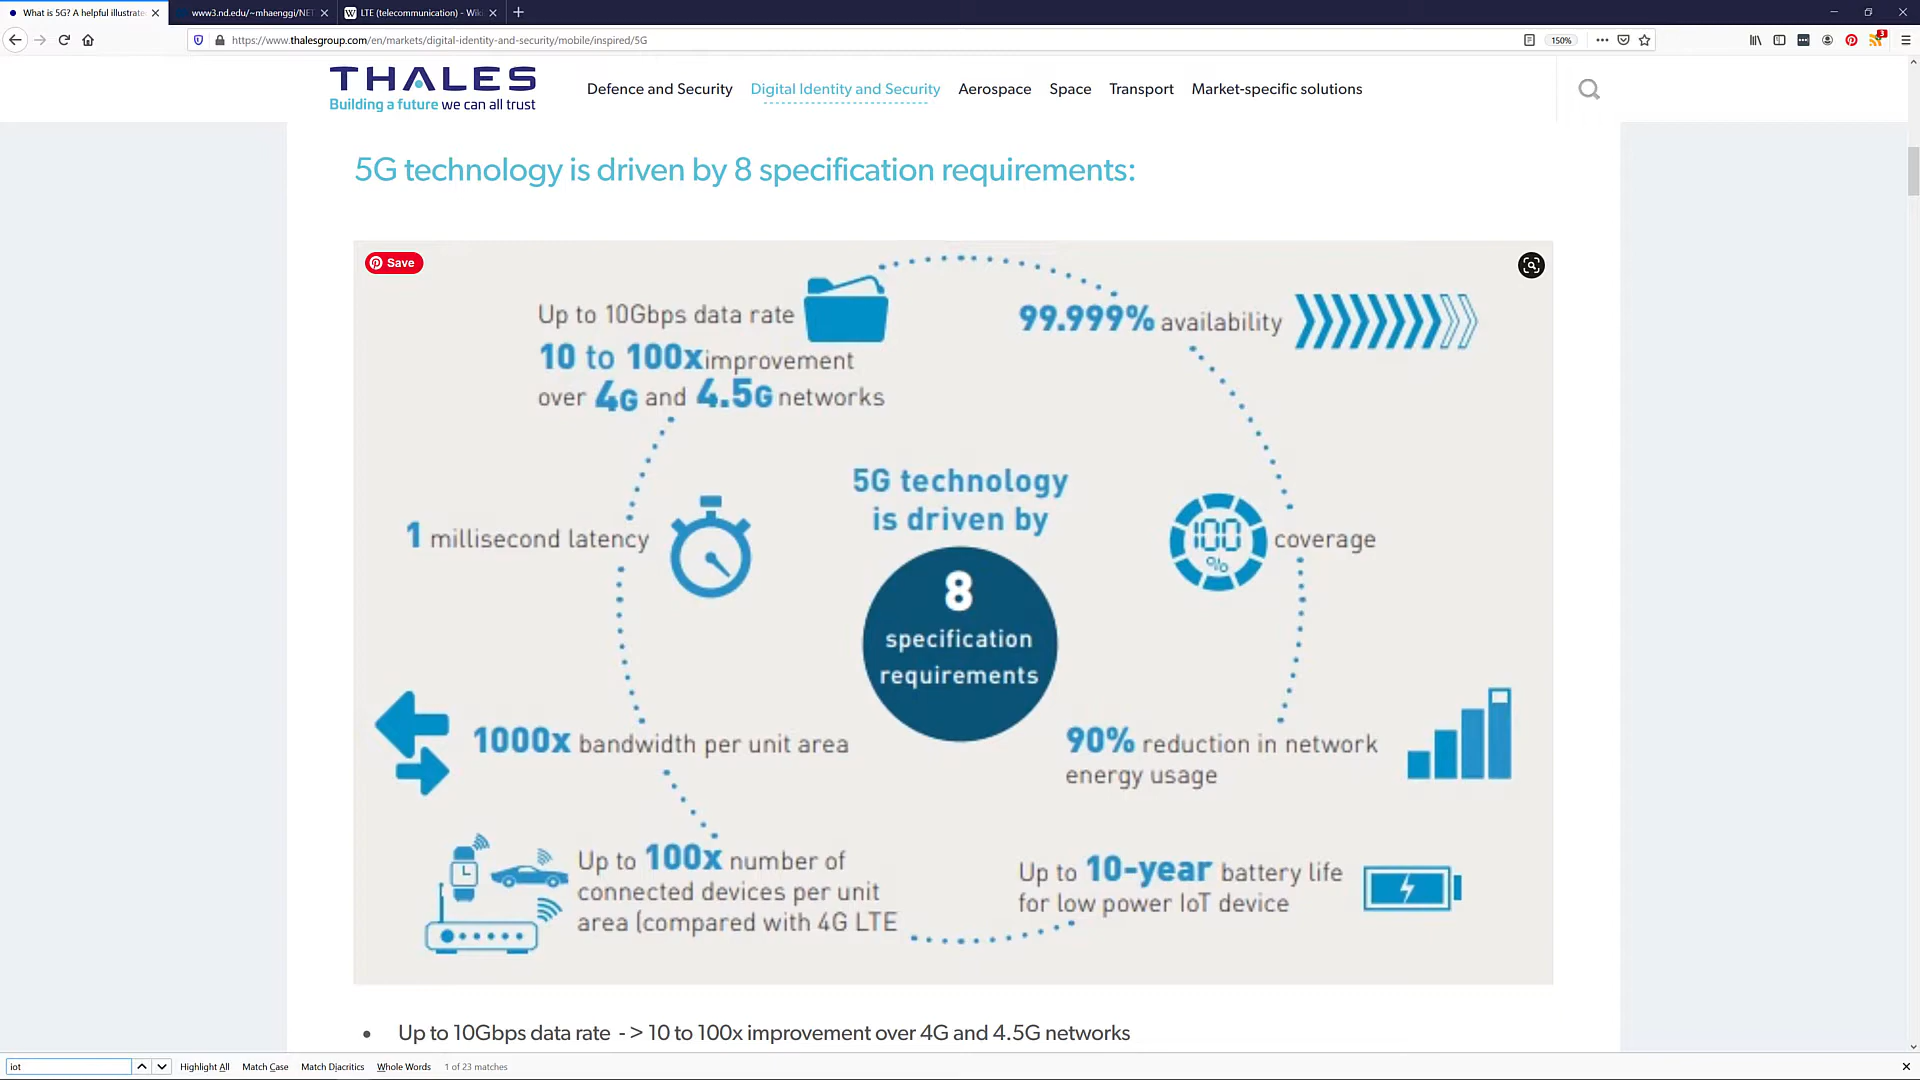 What is 5G? A helpful illustrate
www3.nd.edu/~mhaenggi/NET
LTE (telecommunication) - Wiki
https://www.thalesgroup.com/en/markets/digital-identity-and-security/mobile/inspired/5G
150%
3
THALES
Building a future we can all trust
Defence and Security
Digital Identity and Security
Aerospace
Space
Transport
Market-specific solutions
5G technology is driven by 8 specification requirements:
Save
Up to 10Gbps data rate
10 to 100x improvement
over 4G and 4.5G networks
99.999% availability
5G technology
is driven by
8
specification
requirements
1 millisecond latency
100
%
coverage
1000x bandwidth per unit area
90% reduction in network
energy usage
Up to 100x number of
connected devices per unit
area (compared with 4G LTE
Up to 10-year battery life
for low power IoT device
• Up to 10Gbps data rate - > 10 to 100x improvement over 4G and 4.5G networks
iot
Highlight All
Match Case
Match Diacritics
Whole Words
1 of 23 matches